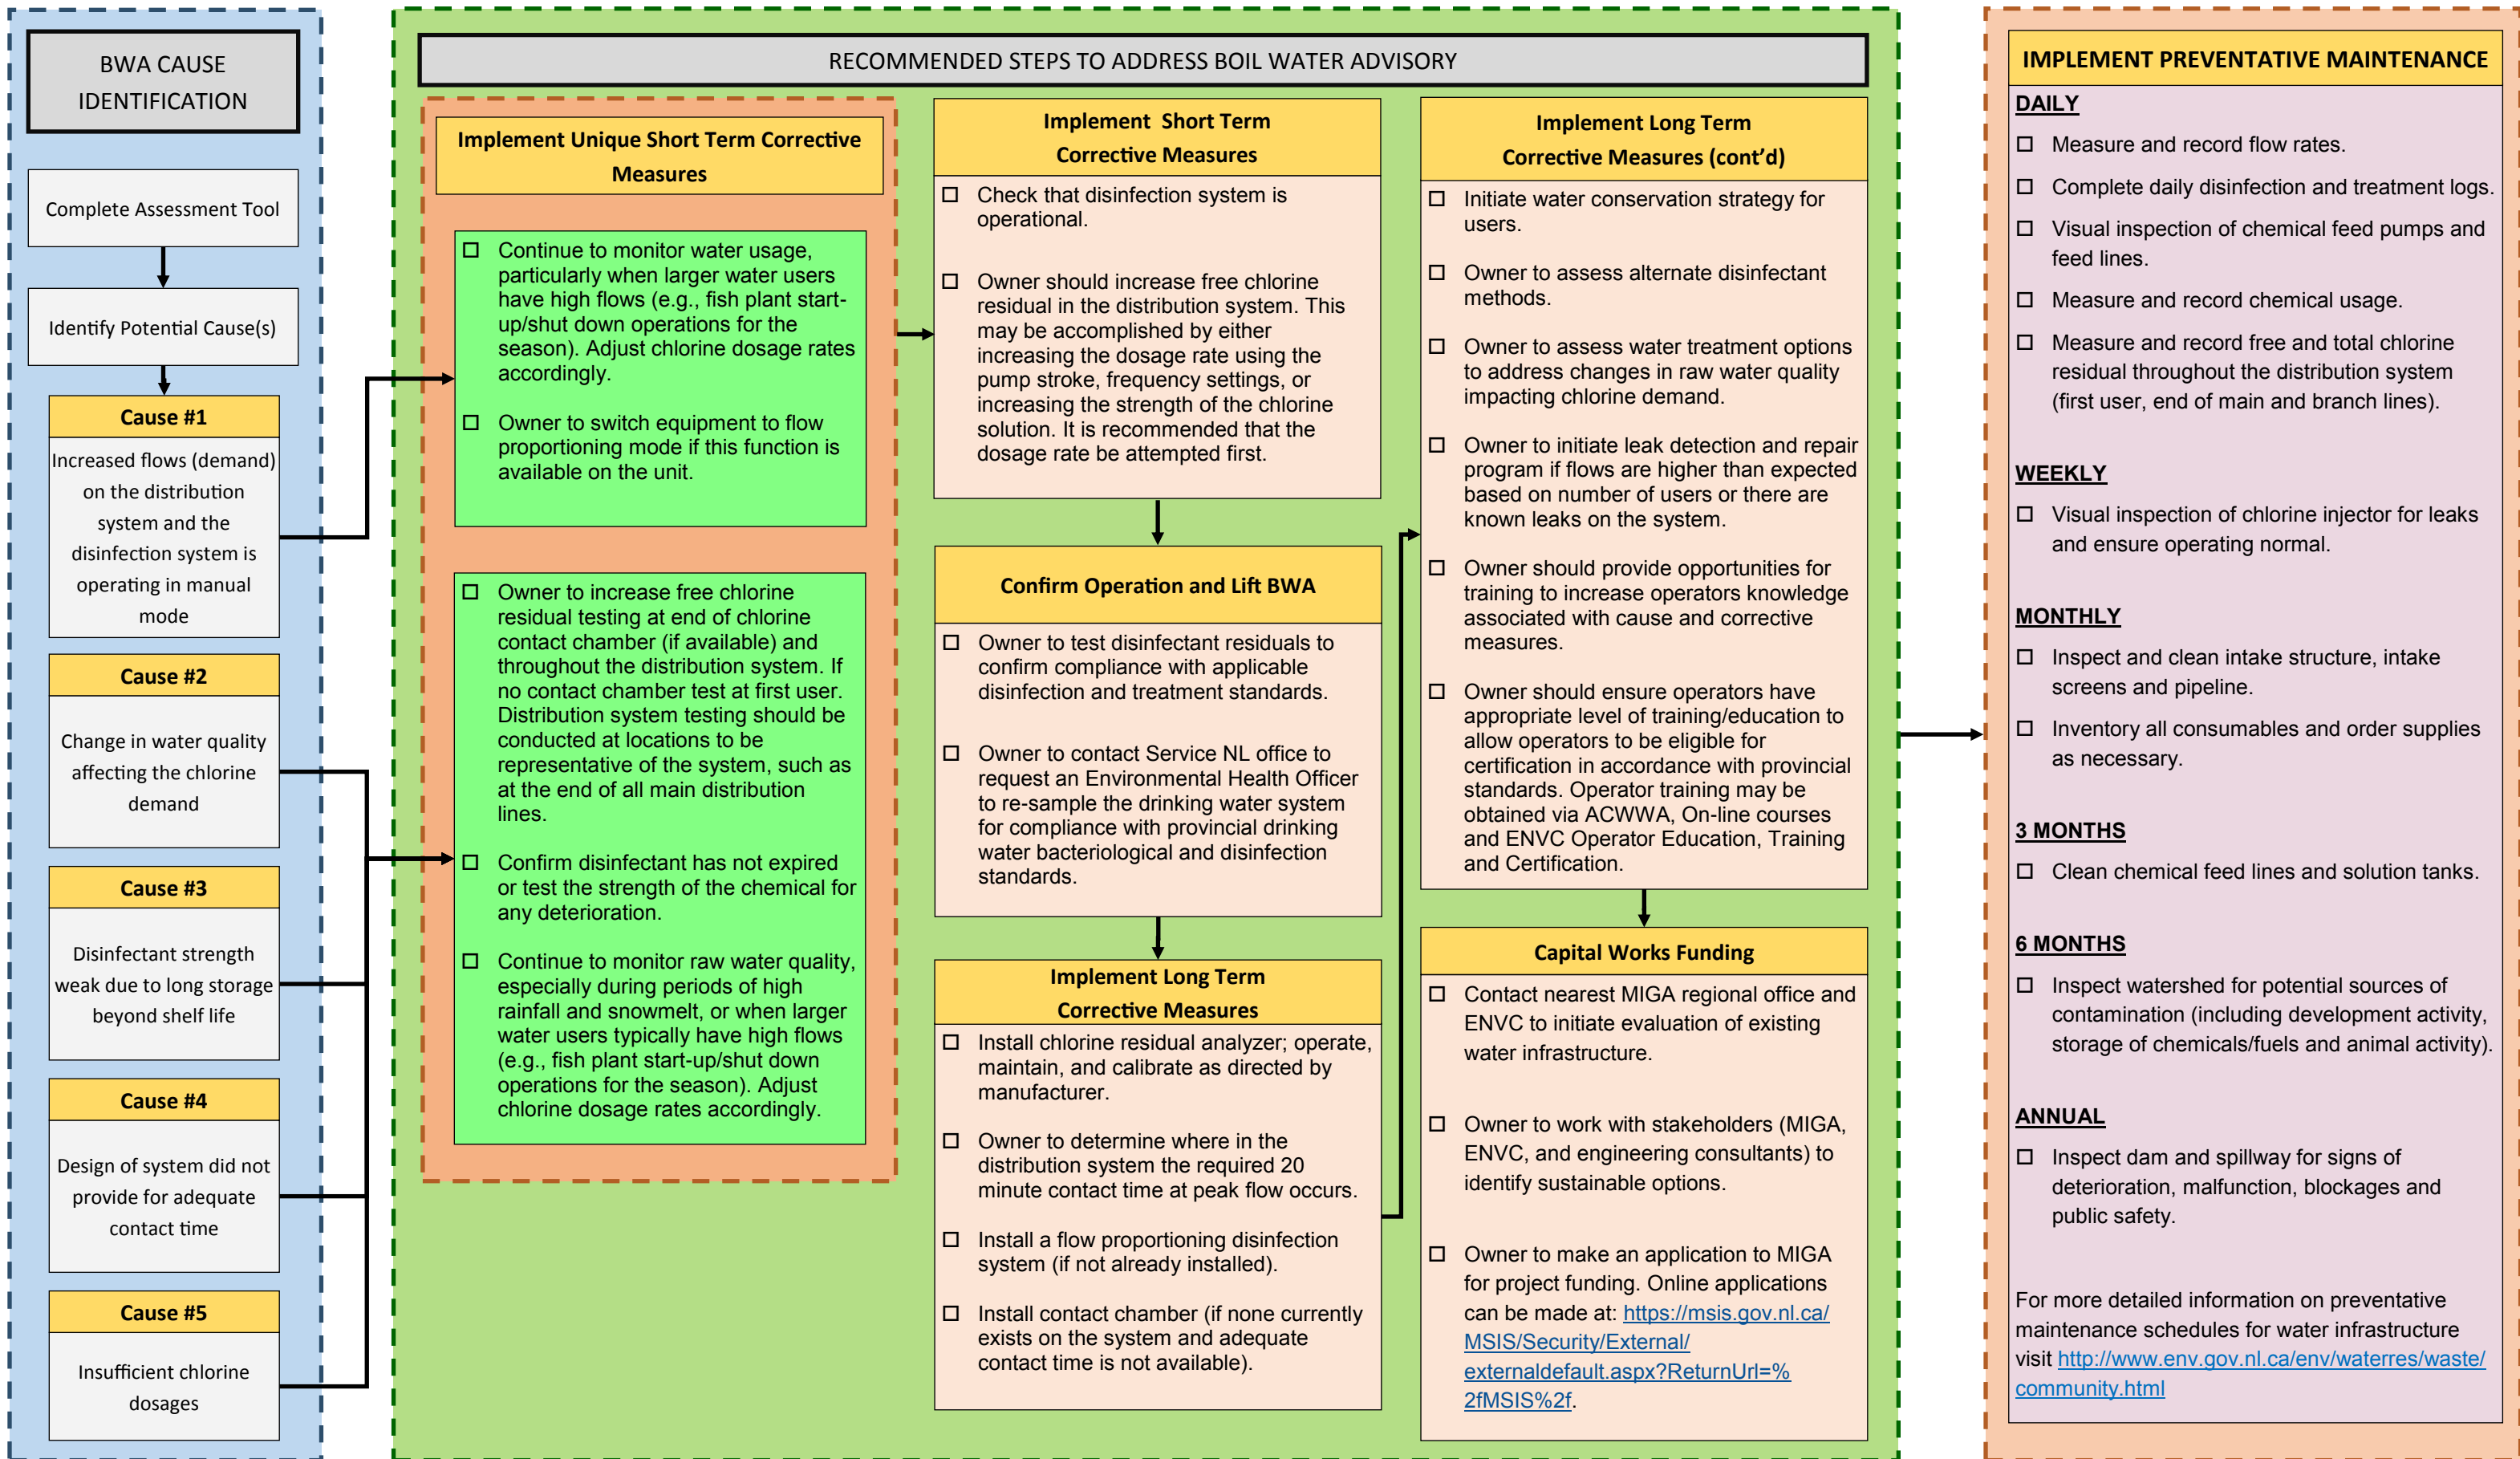 BWA CAUSE
IDENTIFICATION
Complete Assessment Tool
Identify Potential Cause(s)
Cause #1
Increased flows (demand)
on the distribution
system and the
disinfection system is
operating in manual
mode
Cause #2
Change in water quality
affecting the chlorine
demand
Cause #3
Disinfectant strength
weak due to long storage
beyond shelf life
Cause #4
Design of system did not
provide for adequate
contact time
Cause #5
Insufficient chlorine
dosages
RECOMMENDED STEPS TO ADDRESS BOIL WATER ADVISORY
Implement Unique Short Term Corrective
Measures
☐ Continue to monitor water usage,
particularly when larger water users
have high flows (e.g., fish plant start-
up/shut down operations for the
season). Adjust chlorine dosage rates
accordingly.
☐ Owner to switch equipment to flow
proportioning mode if this function is
available on the unit.
☐ Owner to increase free chlorine
residual testing at end of chlorine
contact chamber (if available) and
throughout the distribution system. If
no contact chamber test at first user.
Distribution system testing should be
conducted at locations to be
representative of the system, such as
at the end of all main distribution
lines.
☐ Confirm disinfectant has not expired
or test the strength of the chemical for
any deterioration.
☐ Continue to monitor raw water quality,
especially during periods of high
rainfall and snowmelt, or when larger
water users typically have high flows
(e.g., fish plant start-up/shut down
operations for the season). Adjust
chlorine dosage rates accordingly.
Implement Short Term
Corrective Measures
☐ Check that disinfection system is
operational.
☐ Owner should increase free chlorine
residual in the distribution system. This
may be accomplished by either
increasing the dosage rate using the
pump stroke, frequency settings, or
increasing the strength of the chlorine
solution. It is recommended that the
dosage rate be attempted first.
Confirm Operation and Lift BWA
☐ Owner to test disinfectant residuals to
confirm compliance with applicable
disinfection and treatment standards.
☐ Owner to contact Service NL office to
request an Environmental Health Officer
to re-sample the drinking water system
for compliance with provincial drinking
water bacteriological and disinfection
standards.
Implement Long Term
Corrective Measures
☐ Install chlorine residual analyzer; operate,
maintain, and calibrate as directed by
manufacturer.
☐ Owner to determine where in the
distribution system the required 20
minute contact time at peak flow occurs.
☐ Install a flow proportioning disinfection
system (if not already installed).
☐ Install contact chamber (if none currently
exists on the system and adequate
contact time is not available).
Implement Long Term
Corrective Measures (cont’d)
☐ Initiate water conservation strategy for
users.
☐ Owner to assess alternate disinfectant
methods.
☐ Owner to assess water treatment options
to address changes in raw water quality
impacting chlorine demand.
☐ Owner to initiate leak detection and repair
program if flows are higher than expected
based on number of users or there are
known leaks on the system.
☐ Owner should provide opportunities for
training to increase operators knowledge
associated with cause and corrective
measures.
☐ Owner should ensure operators have
appropriate level of training/education to
allow operators to be eligible for
certification in accordance with provincial
standards. Operator training may be
obtained via ACWWA, On-line courses
and ENVC Operator Education, Training
and Certification.
Capital Works Funding
☐ Contact nearest MIGA regional office and
ENVC to initiate evaluation of existing
water infrastructure.
☐ Owner to work with stakeholders (MIGA,
ENVC, and engineering consultants) to
identify sustainable options.
☐ Owner to make an application to MIGA
for project funding. Online applications
can be made at: https://msis.gov.nl.ca/
MSIS/Security/External/
externaldefault.aspx?ReturnUrl=%
2fMSIS%2f.
IMPLEMENT PREVENTATIVE MAINTENANCE
DAILY
☐ Measure and record flow rates.
☐ Complete daily disinfection and treatment logs.
☐ Visual inspection of chemical feed pumps and
feed lines.
☐ Measure and record chemical usage.
☐ Measure and record free and total chlorine
residual throughout the distribution system
(first user, end of main and branch lines).
WEEKLY
☐ Visual inspection of chlorine injector for leaks
and ensure operating normal.
MONTHLY
☐ Inspect and clean intake structure, intake
screens and pipeline.
☐ Inventory all consumables and order supplies
as necessary.
3 MONTHS
☐ Clean chemical feed lines and solution tanks.
6 MONTHS
☐ Inspect watershed for potential sources of
contamination (including development activity,
storage of chemicals/fuels and animal activity).
ANNUAL
☐ Inspect dam and spillway for signs of
deterioration, malfunction, blockages and
public safety.
For more detailed information on preventative
maintenance schedules for water infrastructure
visit http://www.env.gov.nl.ca/env/waterres/waste/
community.html